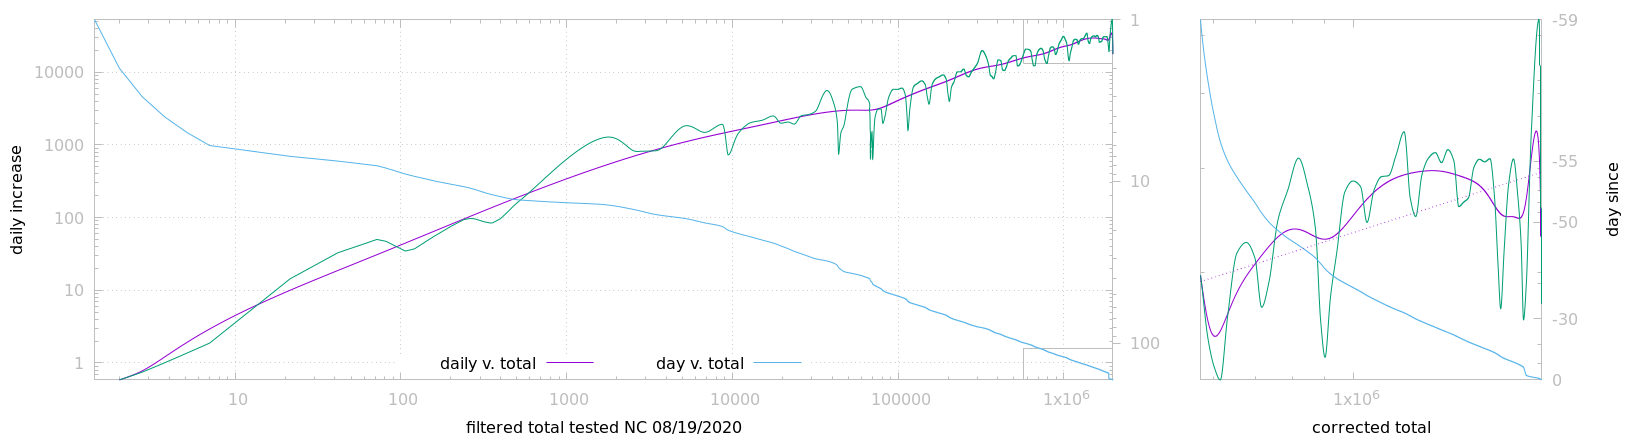 daily increase
10000
1000
100
10
1
10
100
1000
10000
100000
1x10^6
1
10
100
daily v. total
day v. total
filtered total tested NC 08/19/2020
-59
-55
-50
-30
0
day since
1x10^6
corrected total